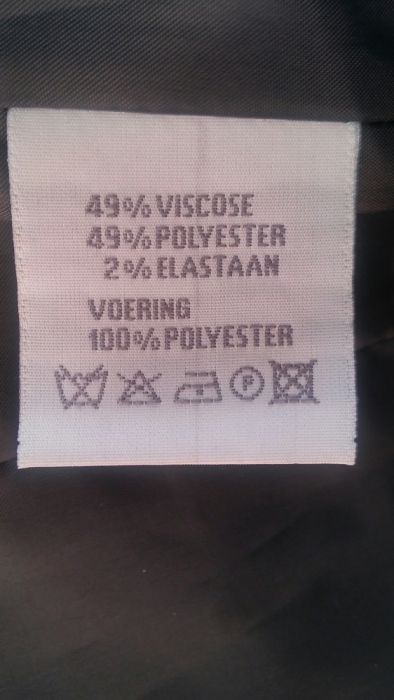 49% VISCOSE
49% POLYESTER
2% ELASTAAN
VOERING
100% POLYESTER
P